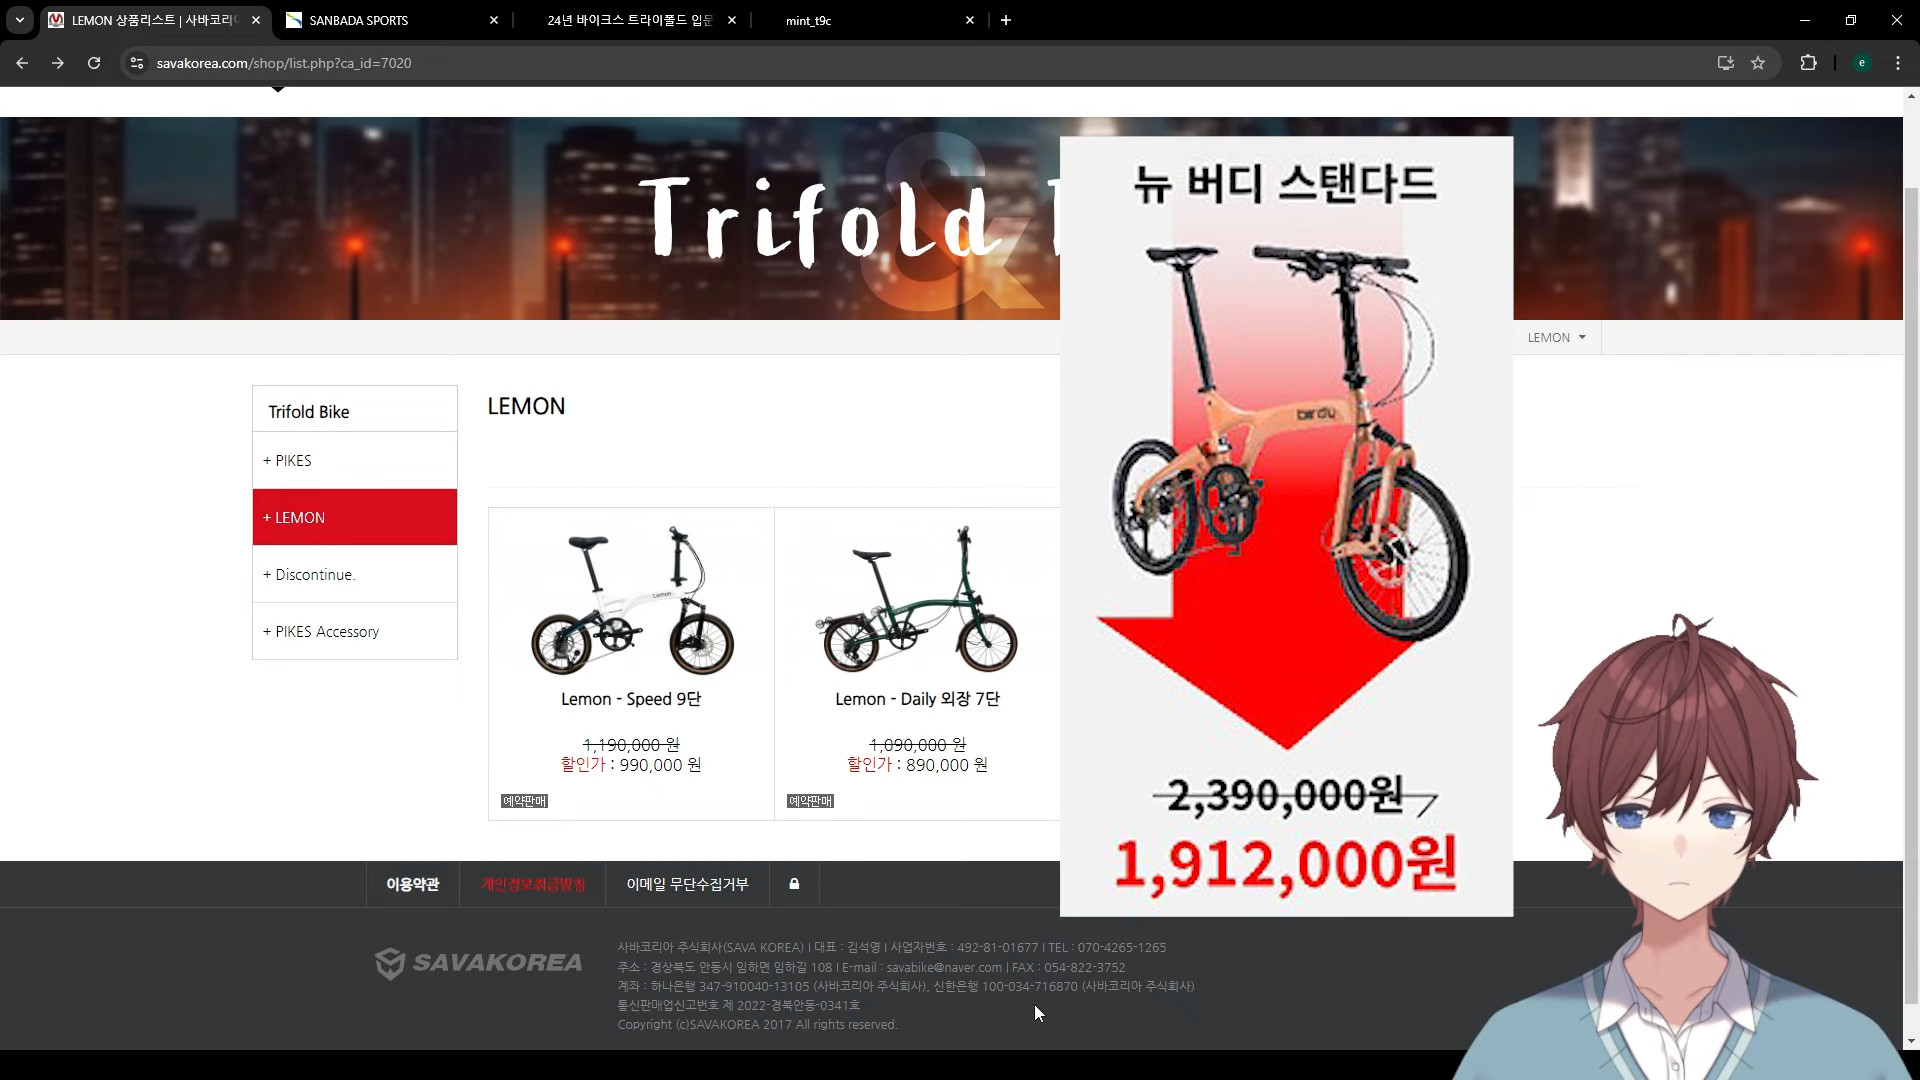 LEMON 상품리스트 | 사바코리아
SANBADA SPORTS
24년 바이크스 트라이폴드 입문
mint_t9c
savakorea.com/shop/list.php?ca_id=7020
e
Trifold
&
LEMON
Trifold Bike
+ PIKES
+ LEMON
+ Discontinue.
+ PIKES Accessory
LEMON
Lemon
Lemon - Speed 9단
1,190,000 원
할인가 : 990,000 원
예약판매
Lemon - Daily 외장 7단
1,090,000 원
할인가 : 890,000 원
예약판매
뉴 버디 스탠다드
birdy
2,390,000원
1,912,000원
이용약관
개인정보취급방침
이메일 무단수집거부
SAVAKOREA
사바코리아 주식회사(SAVA KOREA) | 대표 : 김석영 | 사업자번호 : 492-81-01677 | TEL : 070-4265-1265
주소 : 경상북도 안동시 임하면 임하길 108 | E-mail : savabike@naver.com | FAX : 054-822-3752
계좌 : 하나은행 347-910040-13105 (사바코리아 주식회사), 신한은행 100-034-716870 (사바코리아 주식회사)
통신판매업신고번호 제 2022-경북안동-0341호
Copyright (c)SAVAKOREA 2017 All rights reserved.